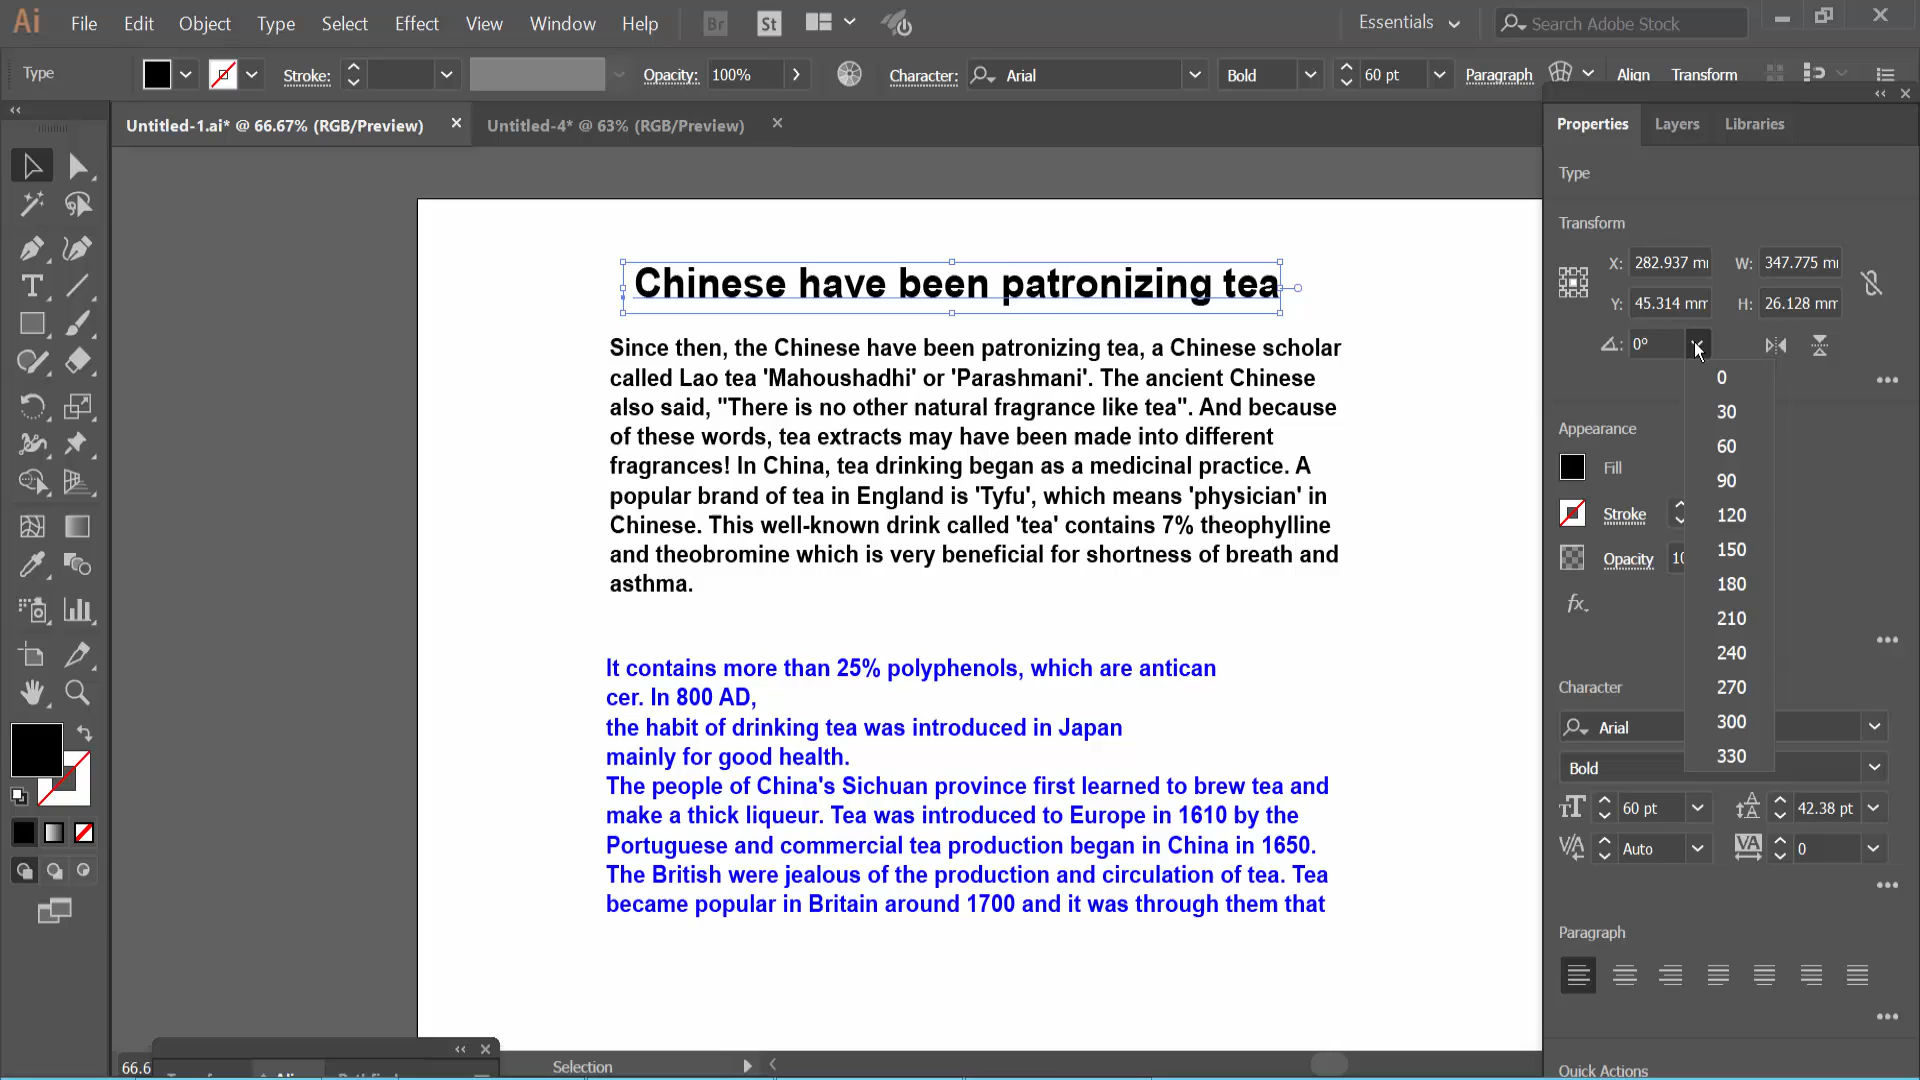 Ai File Edit Object Type Select Effect View Window Help Br St Essentials Search Adobe Stock
Type Stroke: Opacity: 100% Character: Arial Bold 60 pt Paragraph Align Transform
Untitled-1.ai* @ 66.67% (RGB/Preview) Untitled-4* @ 63% (RGB/Preview)
Properties Layers Libraries
Type
Transform
X: 282.937 W: 347.775
Y: 45.314 mm H: 26.128 mm
0°
0
30
60
90
120
150
180
210
240
270
300
330
Appearance
Fill
Stroke
Opacity
fx
Character
Arial
Bold
60 pt 42.38 pt
Auto 0
Paragraph
Quick Actions
Chinese have been patronizing tea
Since then, the Chinese have been patronizing tea, a Chinese scholar
called Lao tea 'Mahoushadhi' or 'Parashmani'. The ancient Chinese
also said, "There is no other natural fragrance like tea". And because
of these words, tea extracts may have been made into different
fragrances! In China, tea drinking began as a medicinal practice. A
popular brand of tea in England is 'Tyfu', which means 'physician' in
Chinese. This well-known drink called 'tea' contains 7% theophylline
and theobromine which is very beneficial for shortness of breath and
asthma.
It contains more than 25% polyphenols, which are antican
cer. In 800 AD,
the habit of drinking tea was introduced in Japan
mainly for good health.
The people of China's Sichuan province first learned to brew tea and
make a thick liqueur. Tea was introduced to Europe in 1610 by the
Portuguese and commercial tea production began in China in 1650.
The British were jealous of the production and circulation of tea. Tea
became popular in Britain around 1700 and it was through them that
66.6 Selection